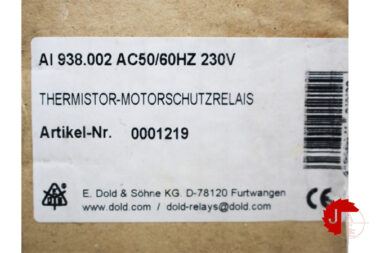 AI 938.002 AC50/60HZ 230V
THERMISTOR-MOTORSCHUTZRELAIS
Artikel-Nr. 0001219
E. Dold & Söhne KG. D-78120 Furtwangen
www.dold.com / dold-relays@dold.com
CE